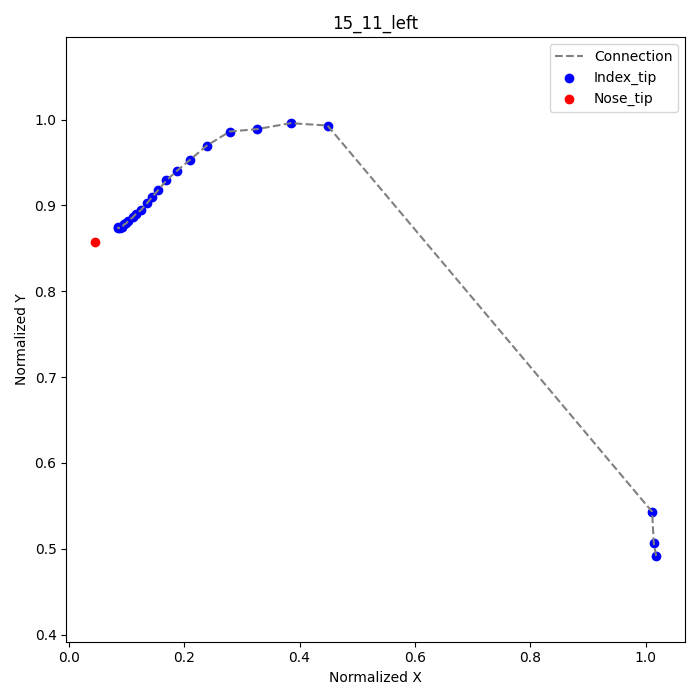 15_11_left
Connection
Index_tip
Nose_tip
1.0
0.9
0.8
0.7
0.6
0.5
0.4
Normalized Y
0.0 0.2 0.4 0.6 0.8 1.0
Normalized X